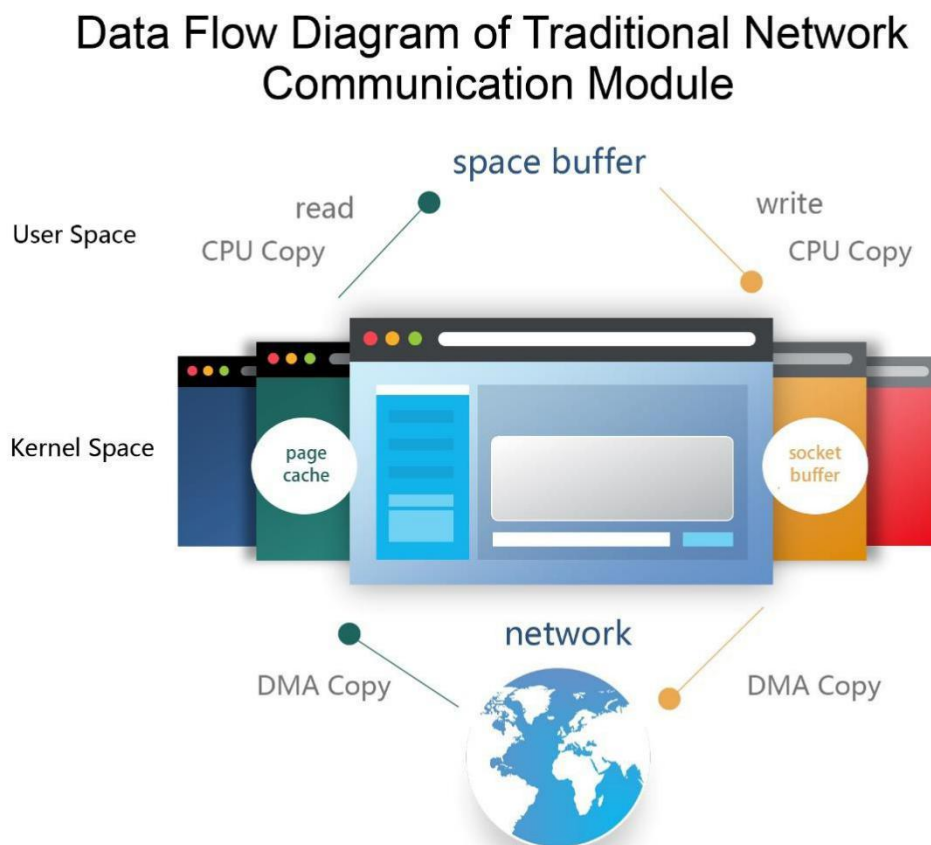 Data Flow Diagram of Traditional Network
Communication Module
space buffer
read
write
User Space
CPU Copy
CPU Copy
Kernel Space
page
cache
socket
buffer
network
DMA Copy
DMA Copy